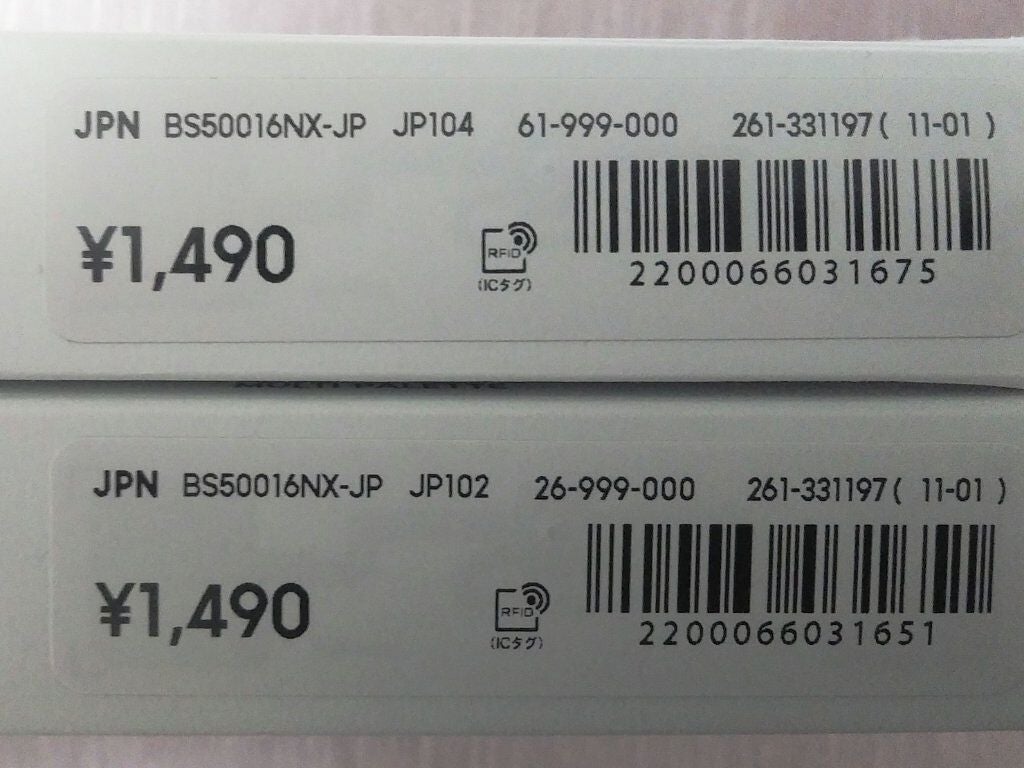 JPN BS50016NX-JP JP104 61-999-000 261-331197( 11-01 )
¥1,490
RFID
(ICタグ)
2200066031675
JPN BS50016NX-JP JP102 26-999-000 261-331197( 11-01 )
¥1,490
RFID
(ICタグ)
2200066031651